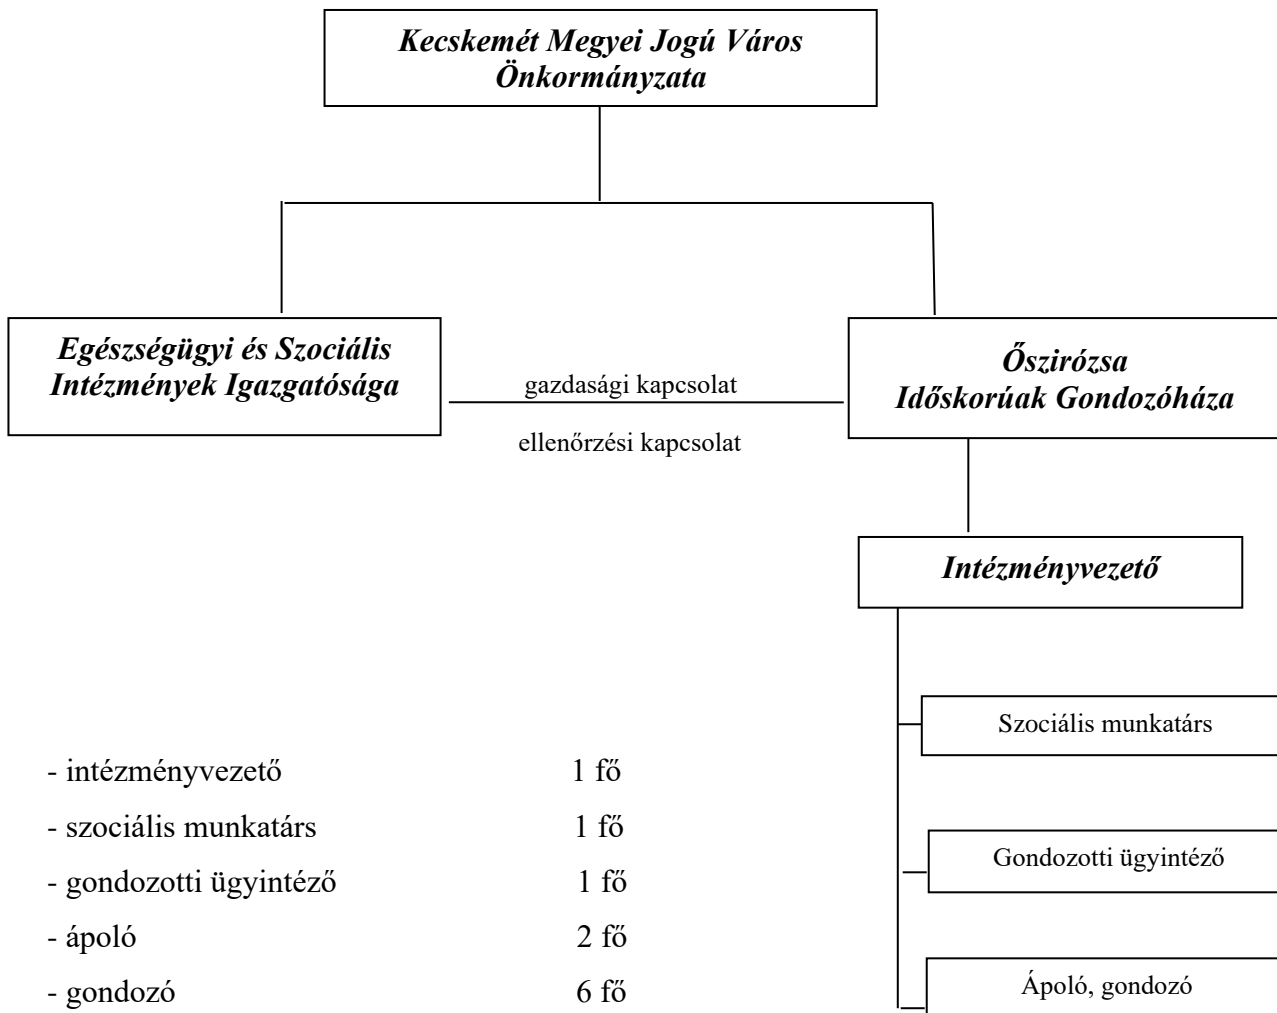 Kecskemét Megyei Jogú Város
Önkormányzata
Egészségügyi és Szociális
Intézmények Igazgatósága
gazdasági kapcsolat
ellenőrzési kapcsolat
Őszirózsa
Időskorúak Gondozóháza
Intézményvezető
Szociális munkatárs
Gondozotti ügyintéző
Ápoló, gondozó
- intézményvezető 1 fő
- szociális munkatárs 1 fő
- gondozotti ügyintéző 1 fő
- ápoló 2 fő
- gondozó 6 fő